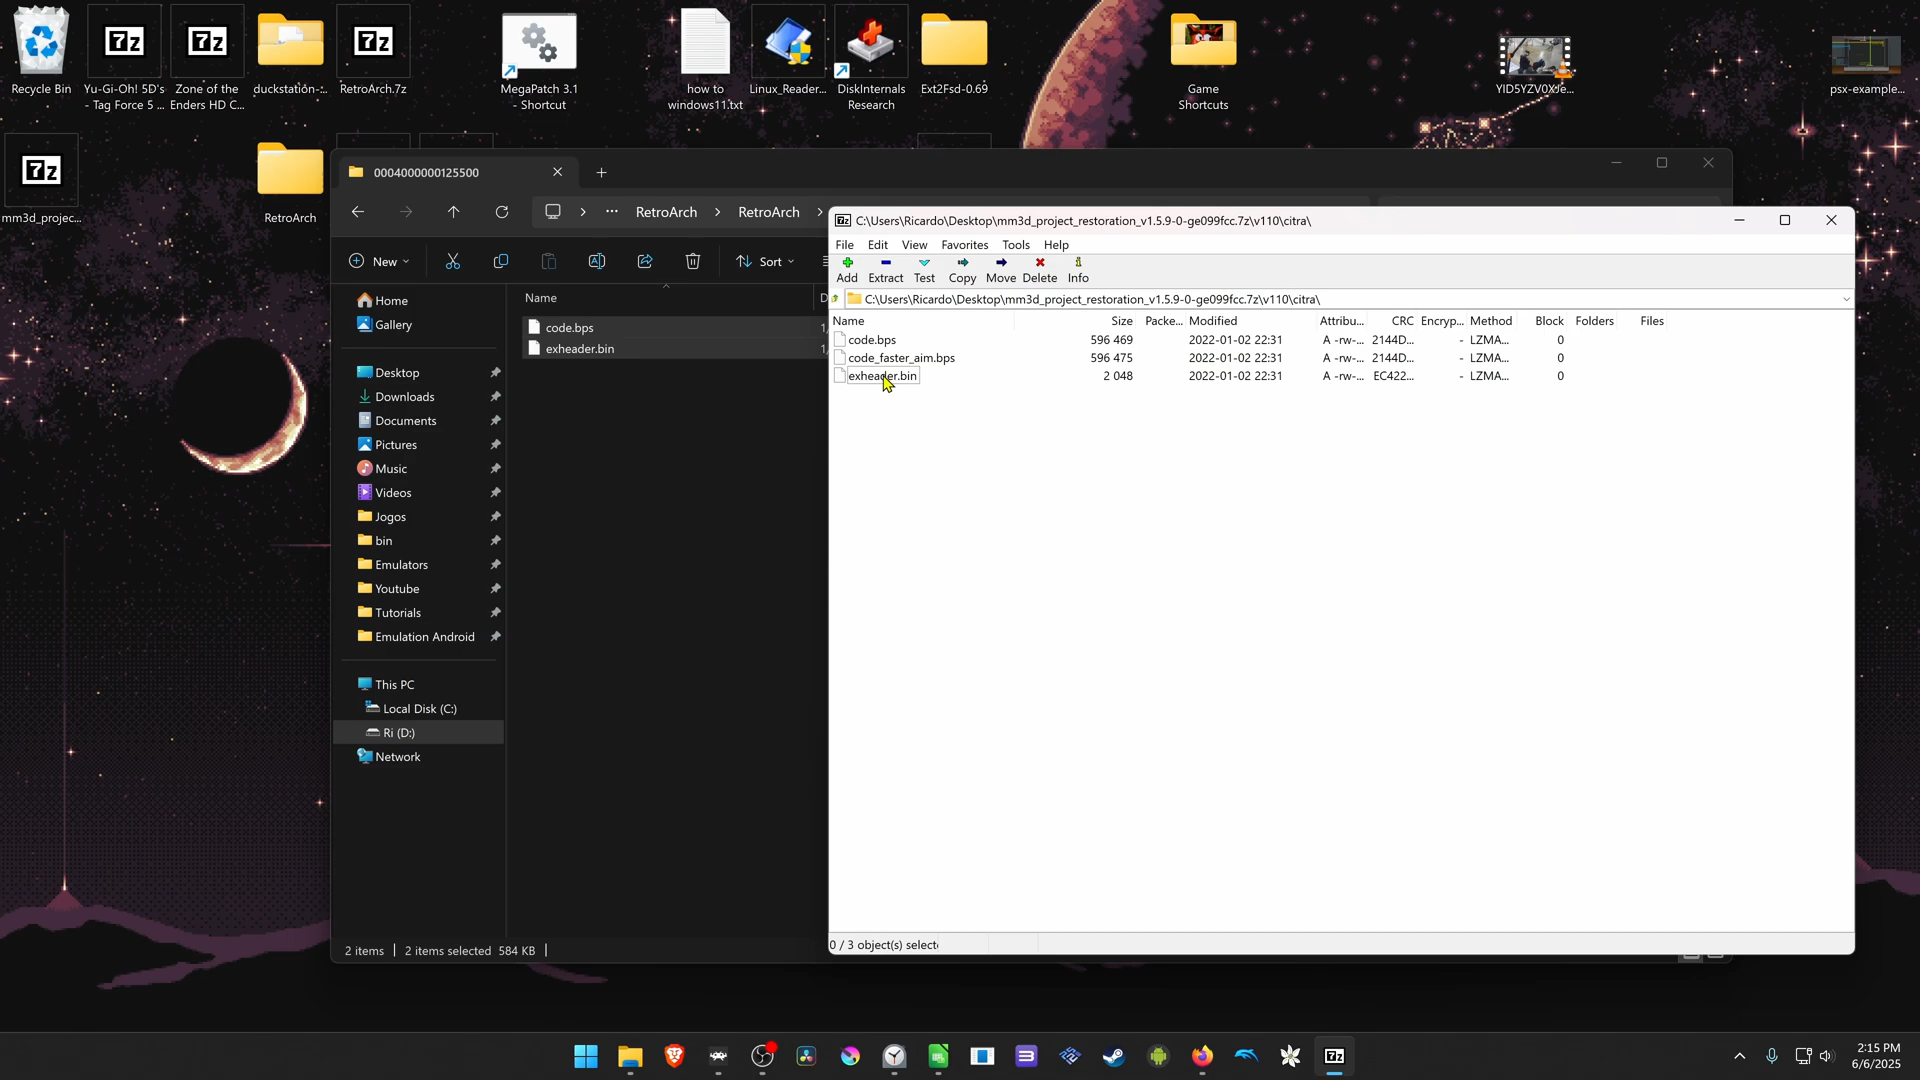 Recycle Bin
Yu-Gi-Oh! 5D's
- Tag Force 5 ...
Zone of the
Enders HD C...
duckstation-...
RetroArch.7z
MegaPatch 3.1
- Shortcut
how to
windows11.txt
Linux_Reader...
DiskInternals
Research
Ext2Fsd-0.69
Game
Shortcuts
YID5YZV0XJe...
psx-example...
mm3d_projec...
RetroArch
0004000000125500
RetroArch
RetroArch
New
Sort
Home
Gallery
Desktop
Downloads
Documents
Pictures
Music
Videos
Jogos
bin
Emulators
Youtube
Tutorials
Emulation Android
This PC
Local Disk (C:)
Ri (D:)
Network
Name
D
code.bps
1
exheader.bin
1
2 items
2 items selected 584 KB
7z
C:\Users\Ricardo\Desktop\mm3d_project_restoration_v1.5.9-0-ge099fcc.7z\v110\citra\
File Edit View Favorites Tools Help
Add Extract Test Copy Move Delete Info
C:\Users\Ricardo\Desktop\mm3d_project_restoration_v1.5.9-0-ge099fcc.7z\v110\citra\
Name Size Packe... Modified Attribu... CRC Encryp... Method Block Folders Files
code.bps 596 469 2022-01-02 22:31 A -rw-... 2144D... - LZMA... 0
code_faster_aim.bps 596 475 2022-01-02 22:31 A -rw-... 2144D... - LZMA... 0
exheader.bin 2 048 2022-01-02 22:31 A -rw-... EC422... - LZMA... 0
0 / 3 object(s) selecte
2:15 PM
6/6/2025